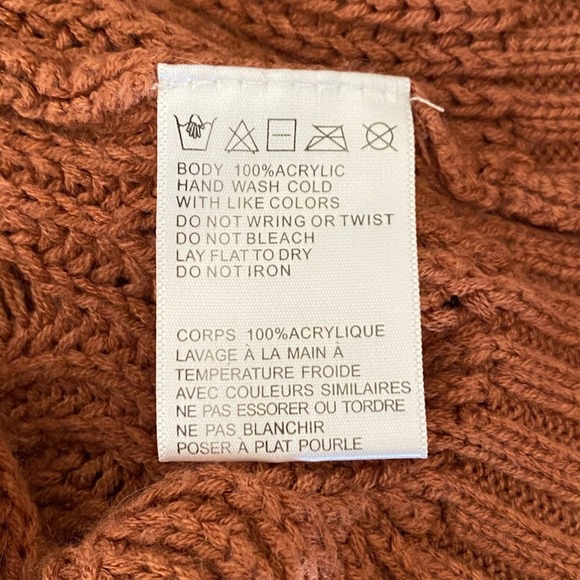 BODY 100%ACRYLIC
HAND WASH COLD
WITH LIKE COLORS
DO NOT WRING OR TWIST
DO NOT BLEACH
LAY FLAT TO DRY
DO NOT IRON
CORPS 100%ACRYLIQUE
LAVAGE À LA MAIN À
TEMPERATURE FROIDE
AVEC COULEURS SIMILAIRES
NE PAS ESSORER OU TORDRE
NE PAS BLANCHIR
POSER À PLAT POURLE